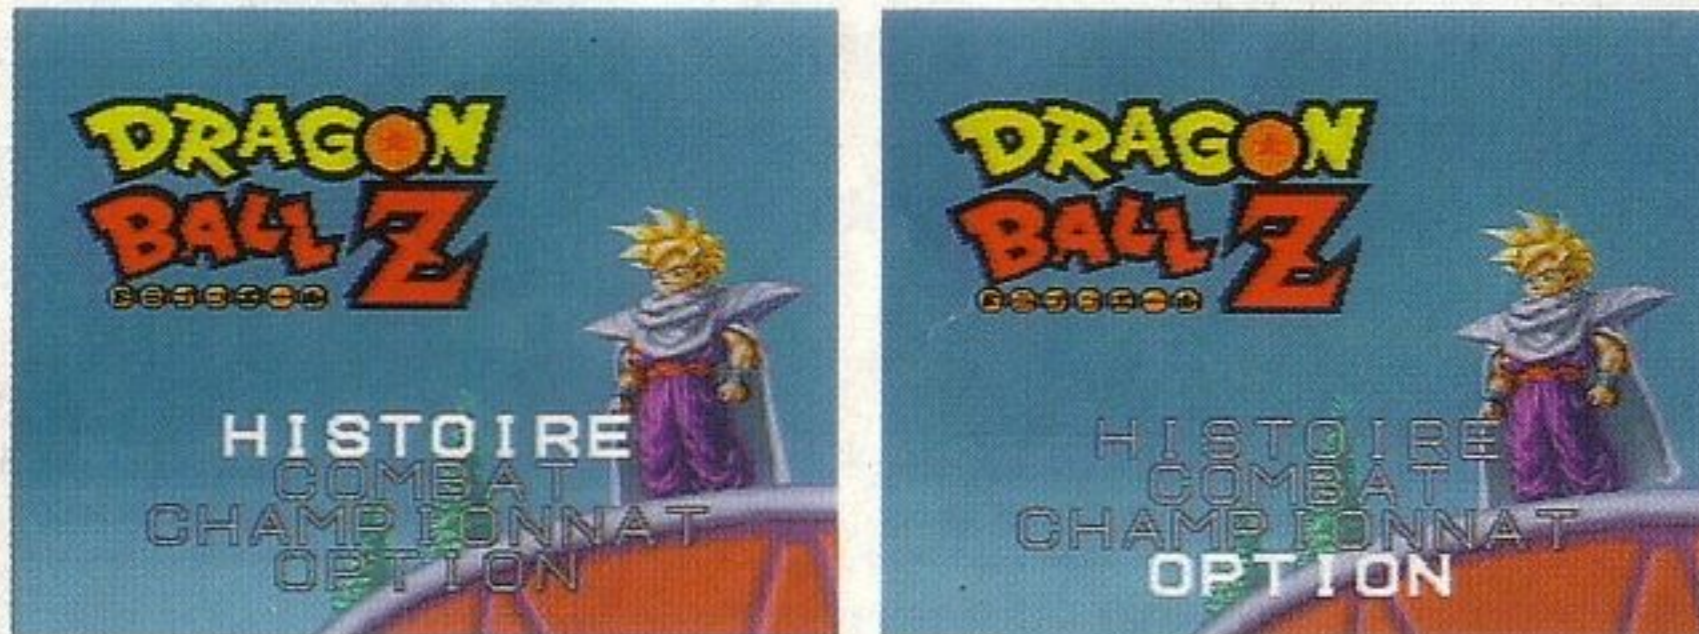 DRAGON
BALL Z
HISTOIRE
COMBAT
CHAMPIONNAT
OPTION
DRAGON
BALL Z
HISTOIRE
COMBAT
CHAMPIONNAT
OPTION